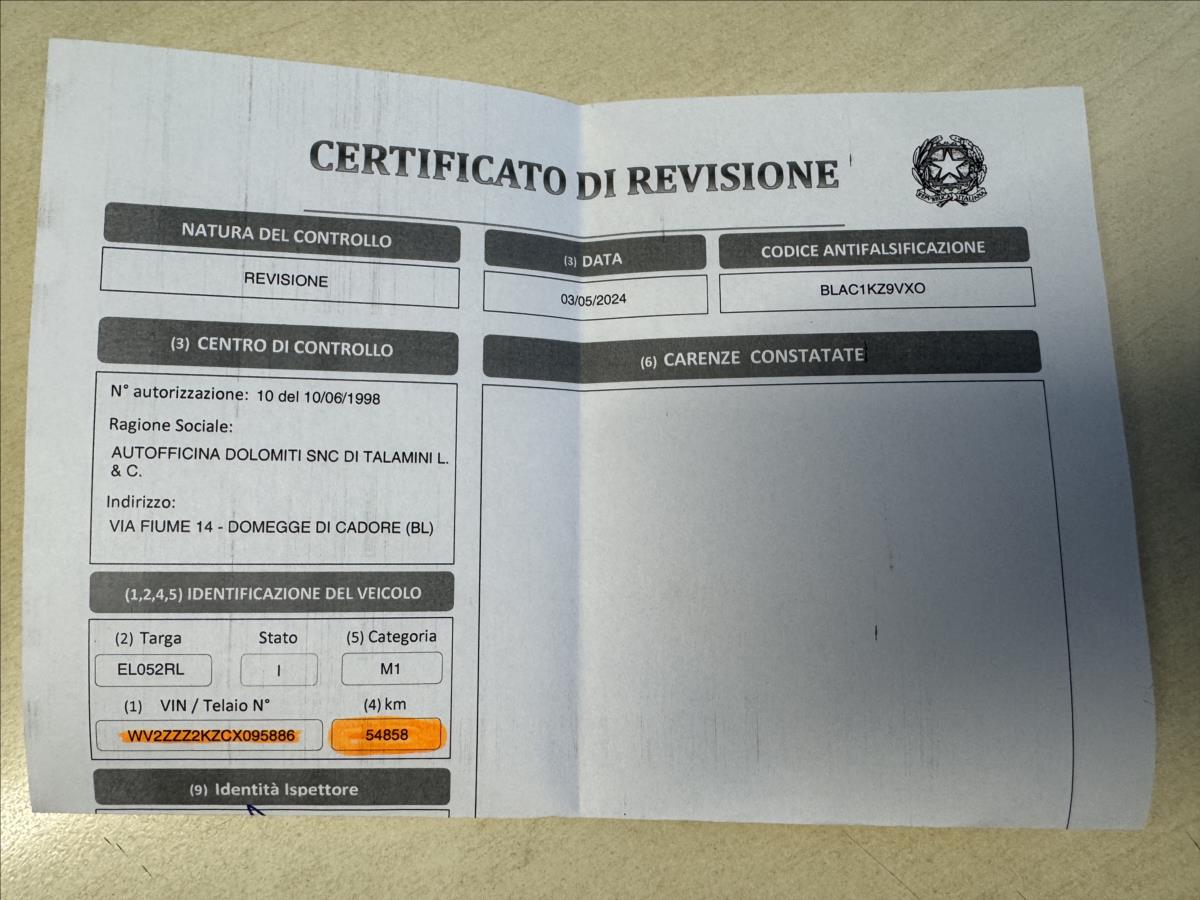 CERTIFICATO DI REVISIONE
REPVBBLICA ITALIANA
NATURA DEL CONTROLLO
REVISIONE
(3) DATA
03/05/2024
CODICE ANTIFALSIFICAZIONE
BLAC1KZ9VXO
(3) CENTRO DI CONTROLLO
N° autorizzazione: 10 del 10/06/1998
Ragione Sociale:
AUTOFFICINA DOLOMITI SNC DI TALAMINI L.
& C.
Indirizzo:
VIA FIUME 14 - DOMEGGE DI CADORE (BL)
(6) CARENZE CONSTATATE
(1,2,4,5) IDENTIFICAZIONE DEL VEICOLO
(2) Targa Stato (5) Categoria
EL052RL I M1
(1) VIN / Telaio N° (4) km
WV2ZZZ2KZCX095886 54858
(9) Identità Ispettore